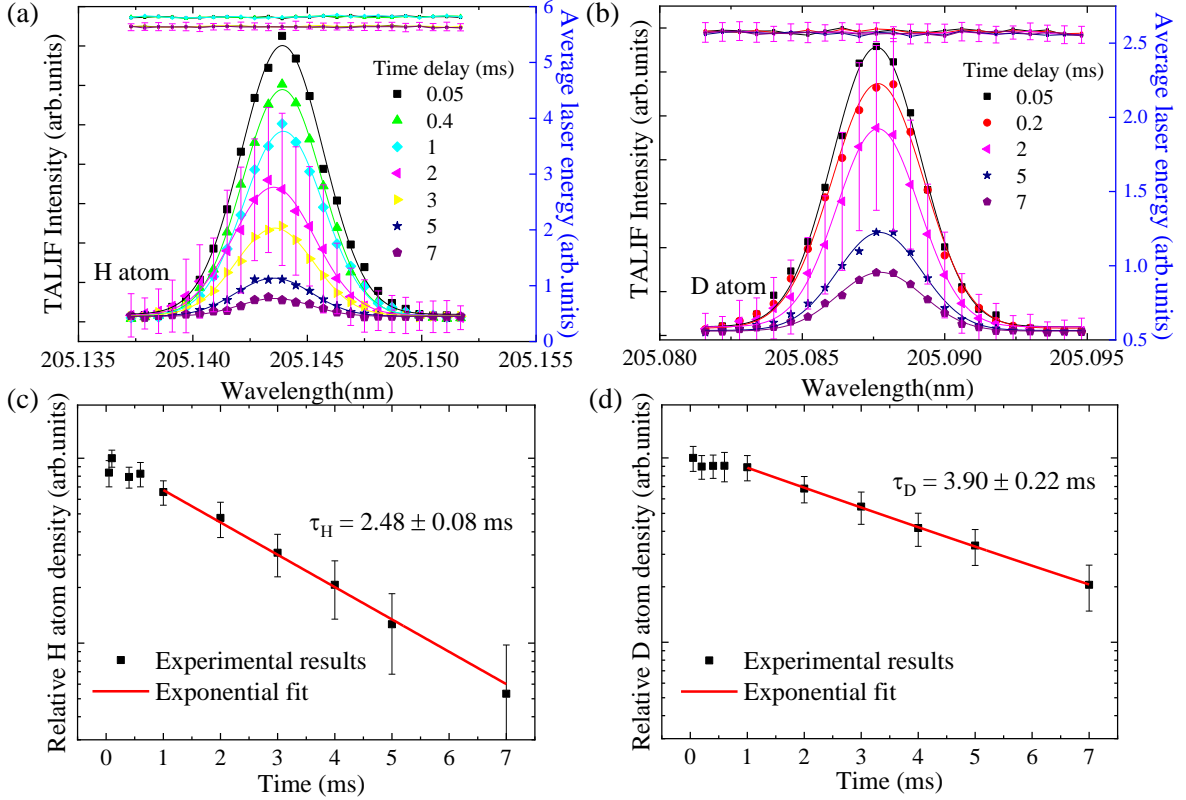 (a)
TALIF Intensity (arb.units)
H atom
Time delay (ms)
0.05
0.4
1
2
3
5
7
6
5
4
3
2
1
0
Average laser energy (arb.units)
205.135 205.140 205.145 205.150 205.155
Wavelength(nm)
(b)
TALIF Intensity (arb.units)
D atom
Time delay (ms)
0.05
0.2
2
5
7
2.5
2.0
1.5
1.0
0.5
Average laser energy (arb.units)
205.080 205.085 205.090 205.095
Wavelength(nm)
(c)
Relative H atom density (arb.units)
τH = 2.48 ± 0.08 ms
Experimental results
Exponential fit
0 1 2 3 4 5 6 7
Time (ms)
(d)
Relative D atom density (arb.units)
τD = 3.90 ± 0.22 ms
Experimental results
Exponential fit
0 1 2 3 4 5 6 7
Time (ms)